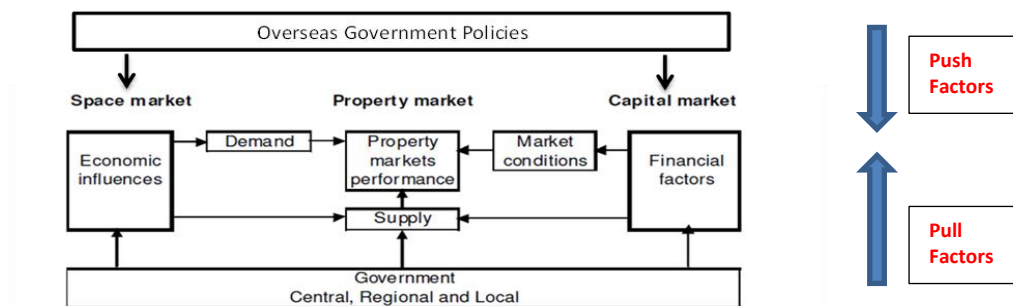 Overseas Government Policies
Push
Factors
Space market
Property market
Capital market
Economic
influences
Demand
Property
markets
performance
Market
conditions
Financial
factors
Supply
Pull
Factors
Government
Central, Regional and Local